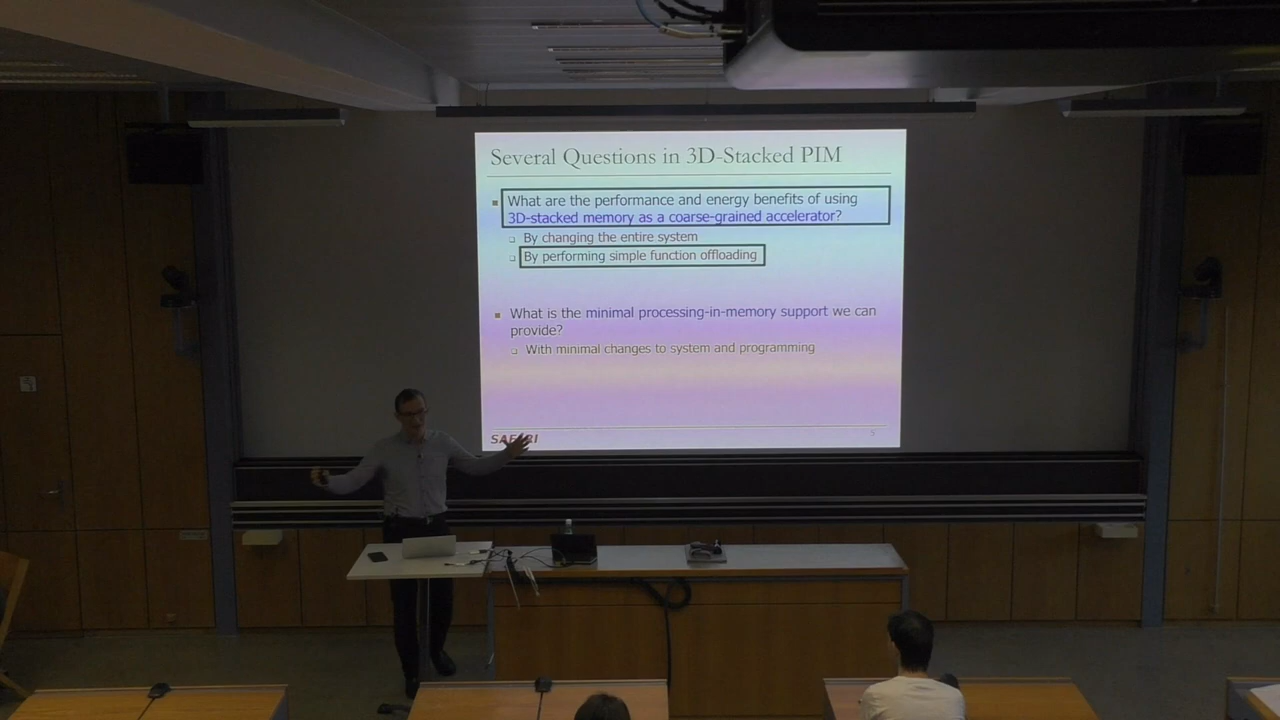 Several Questions in 3D-Stacked PIM
What are the performance and energy benefits of using
3D-stacked memory as a coarse-grained accelerator?
By changing the entire system
By performing simple function offloading
What is the minimal processing-in-memory support we can
provide?
With minimal changes to system and programming
SAFARI